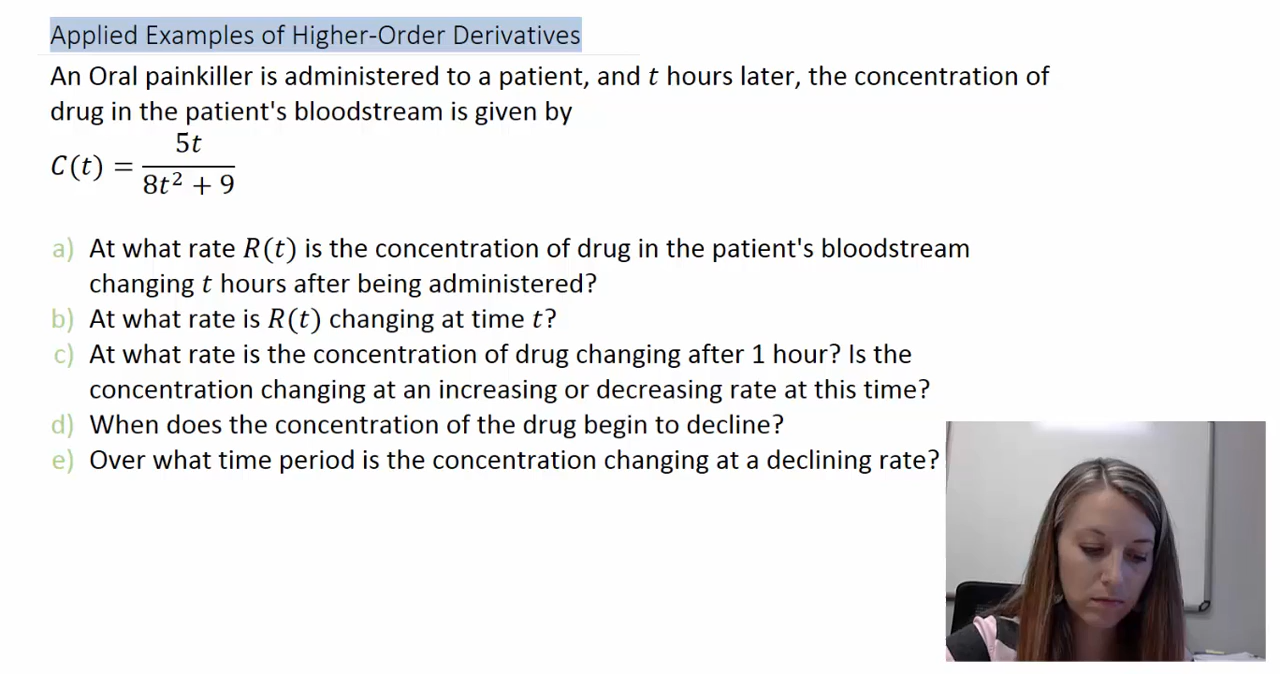 Applied Examples of Higher-Order Derivatives
An Oral painkiller is administered to a patient, and t hours later, the concentration of
drug in the patient's bloodstream is given by
C(t) = 5t / (8t² + 9)
a) At what rate R(t) is the concentration of drug in the patient's bloodstream
changing t hours after being administered?
b) At what rate is R(t) changing at time t?
c) At what rate is the concentration of drug changing after 1 hour? Is the
concentration changing at an increasing or decreasing rate at this time?
d) When does the concentration of the drug begin to decline?
e) Over what time period is the concentration changing at a declining rate?